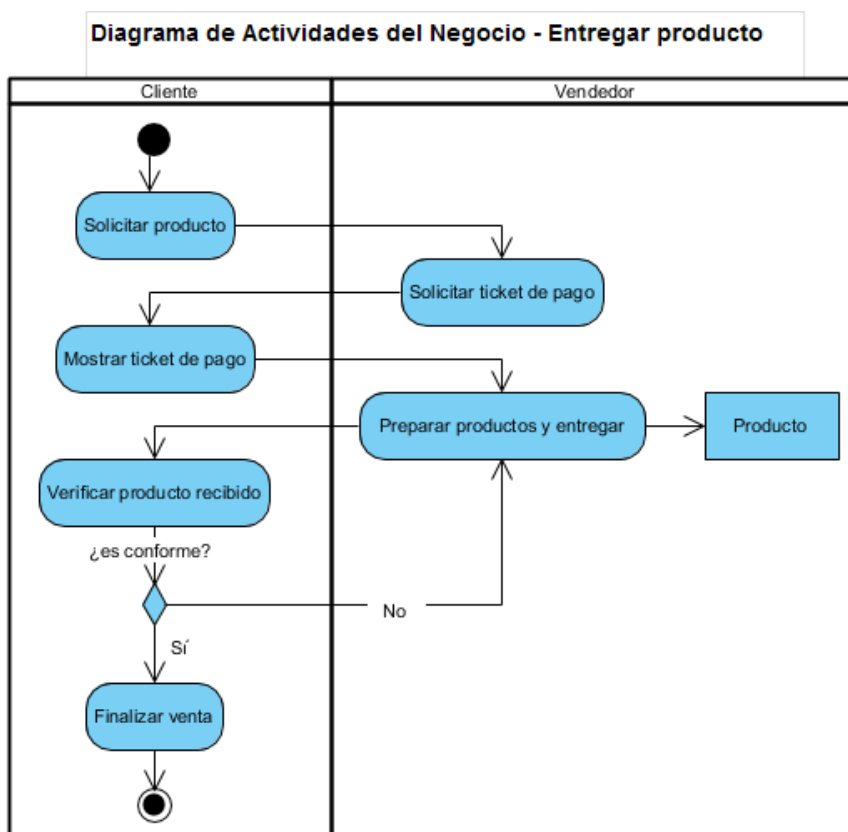 Diagrama de Actividades del Negocio - Entregar producto
Cliente
Vendedor
Solicitar producto
Solicitar ticket de pago
Mostrar ticket de pago
Preparar productos y entregar
Producto
Verificar producto recibido
¿es conforme?
No
Sí
Finalizar venta